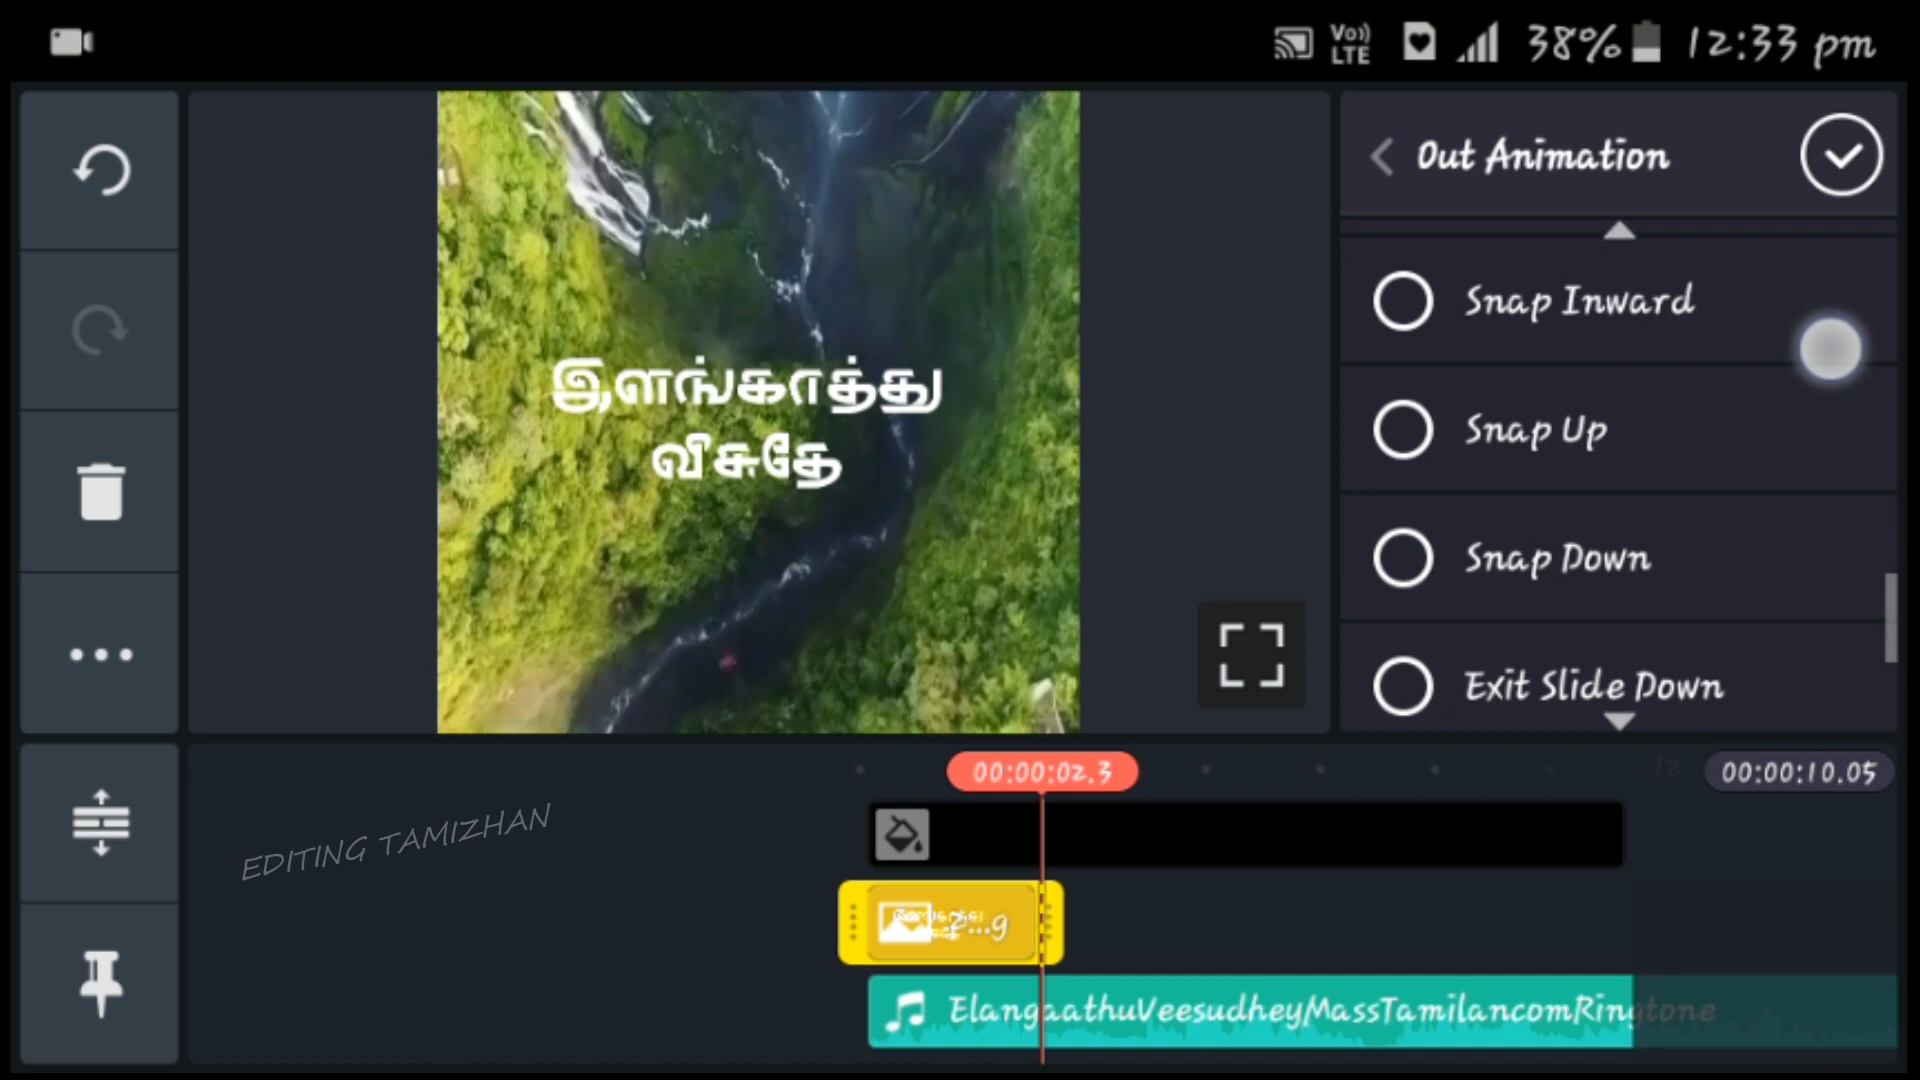 Vo)) LTE 38% 12:33 pm
Out Animation
Snap Inward
Snap Up
Snap Down
Exit Slide Down
இளங்காத்து
விசுதே
00:00:02.3
12
00:00:10.05
EDITING TAMIZHAN
...g
ElangaathuVeesudheyMassTamilancomRingtone